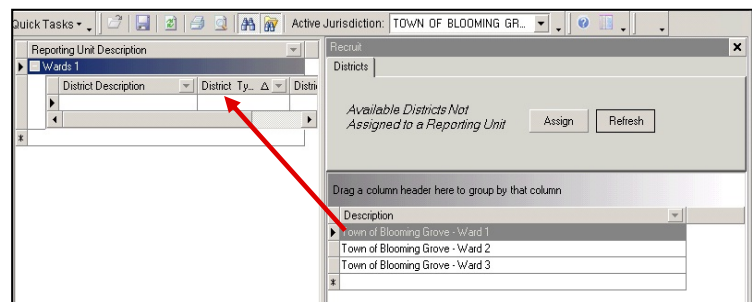 Quick Tasks
Active Jurisdiction: TOWN OF BLOOMING GR...
Reporting Unit Description
Wards 1
District Description
District Ty...
Distri
Recruit
Districts
Available Districts Not
Assigned to a Reporting Unit
Assign
Refresh
Drag a column header here to group by that column
Description
Town of Blooming Grove - Ward 1
Town of Blooming Grove - Ward 2
Town of Blooming Grove - Ward 3